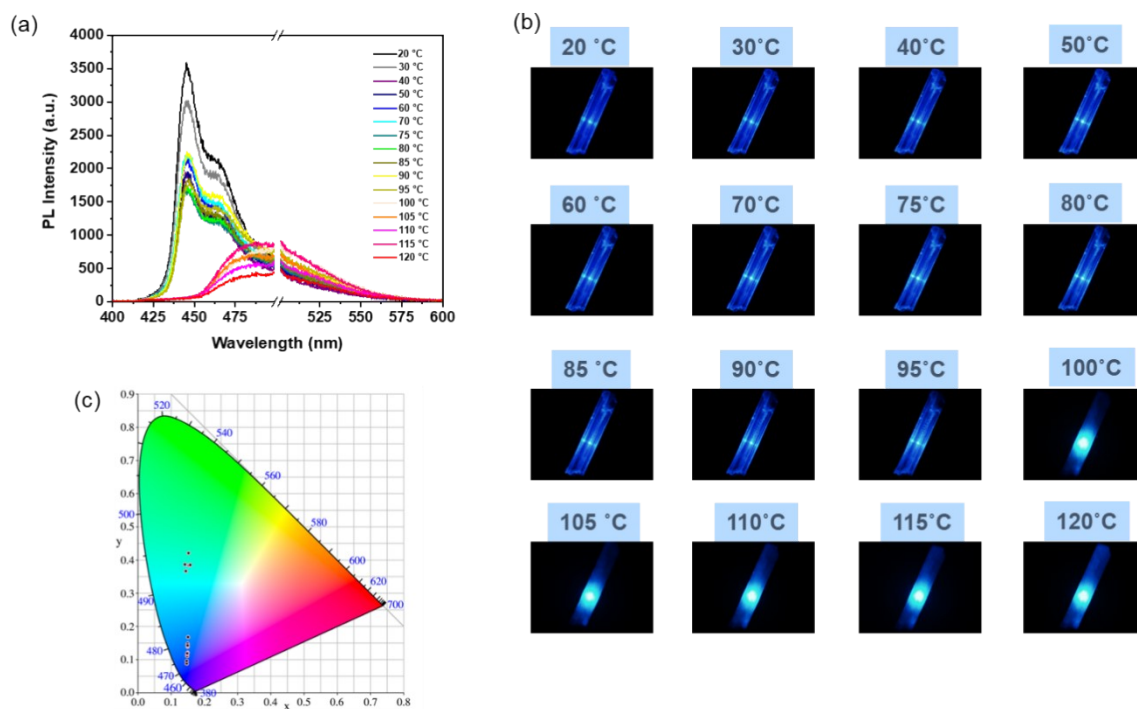 (a)
4000
3500
3000
2500
2000
1500
1000
500
0
PL Intensity (a.u.)
20 °C
30 °C
40 °C
50 °C
60 °C
70 °C
75 °C
80 °C
85 °C
90 °C
95 °C
100 °C
105 °C
110 °C
115 °C
120 °C
400 425 450 475 525 550 575 600
Wavelength (nm)
(b)
20 ˚C 30 ˚C 40 ˚C 50˚C
60 ˚C 70˚C 75˚C 80˚C
85 ˚C 90˚C 95˚C 100˚C
105 ˚C 110˚C 115˚C 120˚C
(c)
0.9
0.8
0.7
0.6
0.5
y
0.4
0.3
0.2
0.1
0.0
520
540
560
500
580
600
620
490
700
480
470
460
380
0.0 0.1 0.2 0.3 0.4 0.5 0.6 0.7 0.8
x